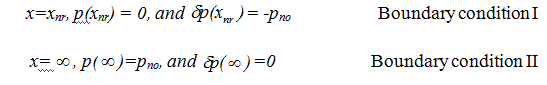 x=xₙᵣ, p(xₙᵣ) = 0, and δp(xₙᵣ) = -pₙₒ Boundary condition I
x= ∞, p(∞)=pₙₒ, and δp(∞) =0 Boundary condition II